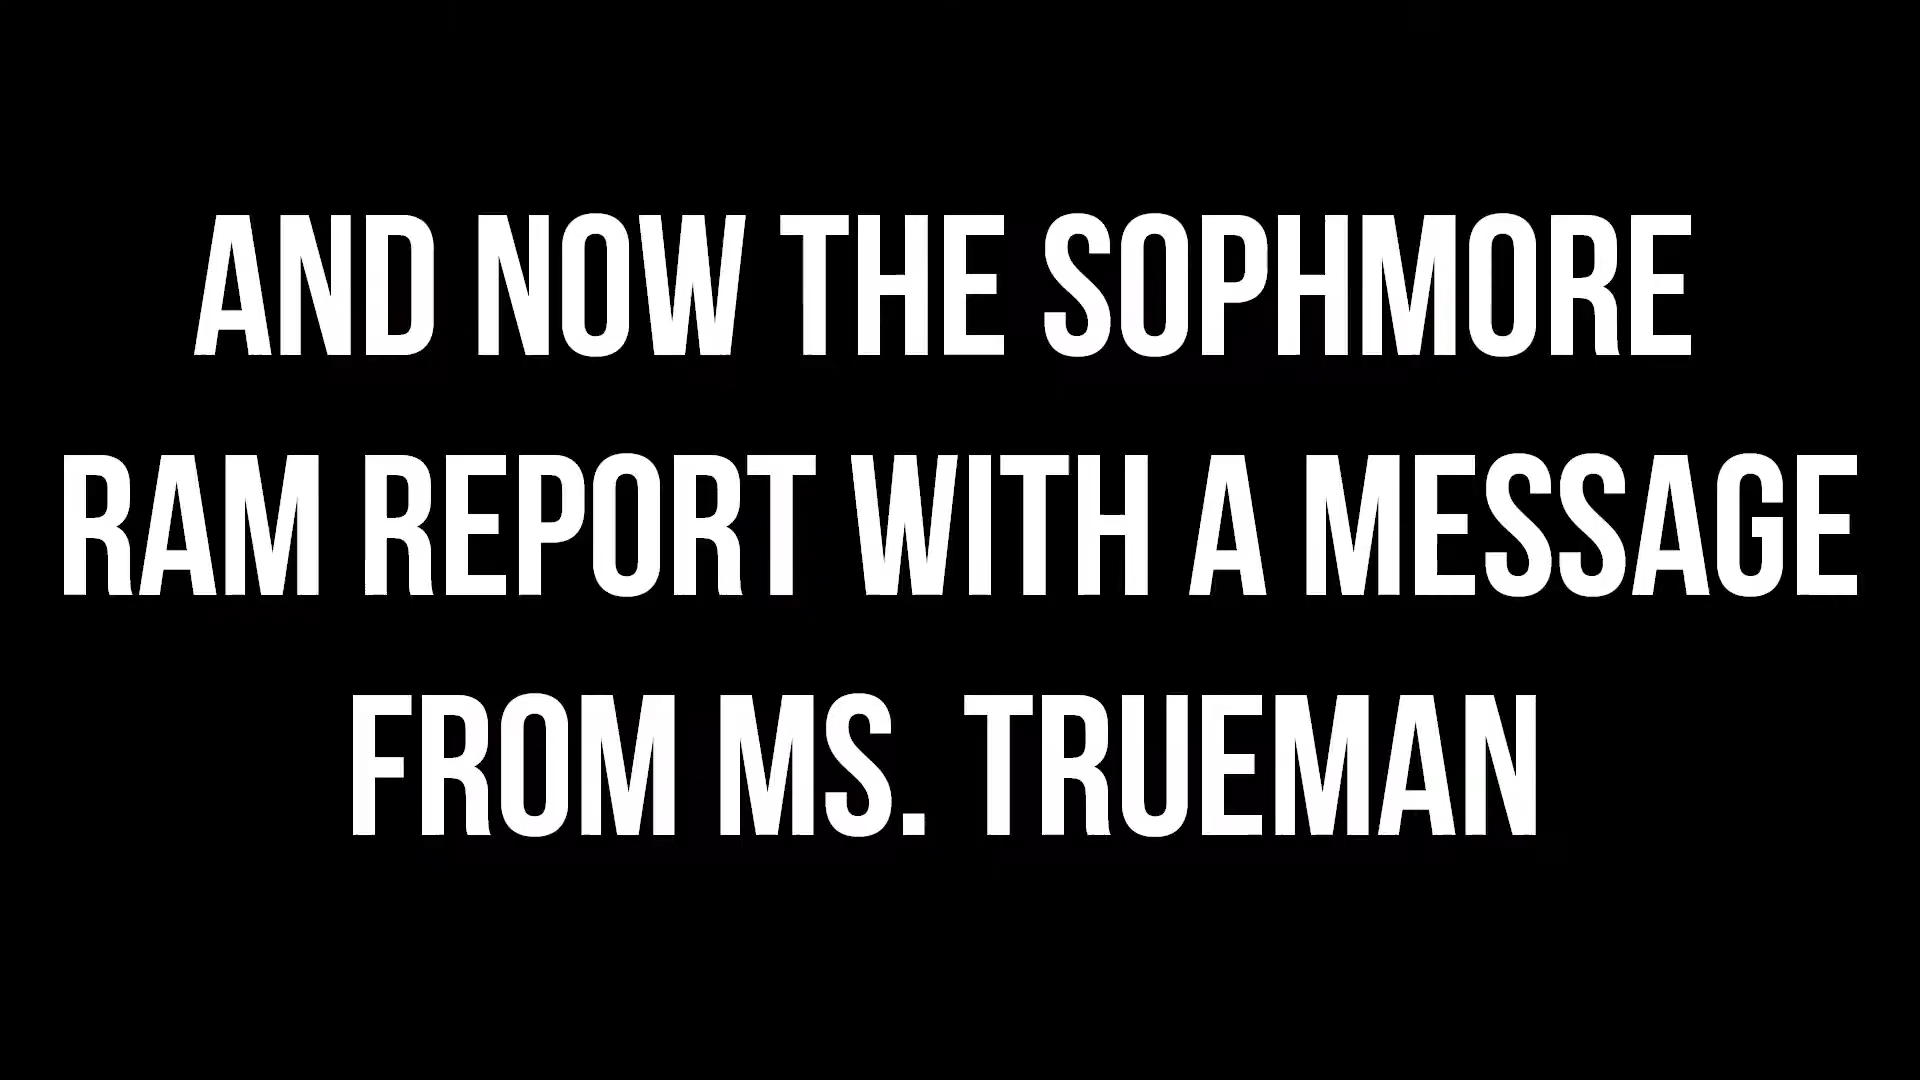 AND NOW THE SOPHMORE
RAM REPORT WITH A MESSAGE
FROM MS. TRUEMAN